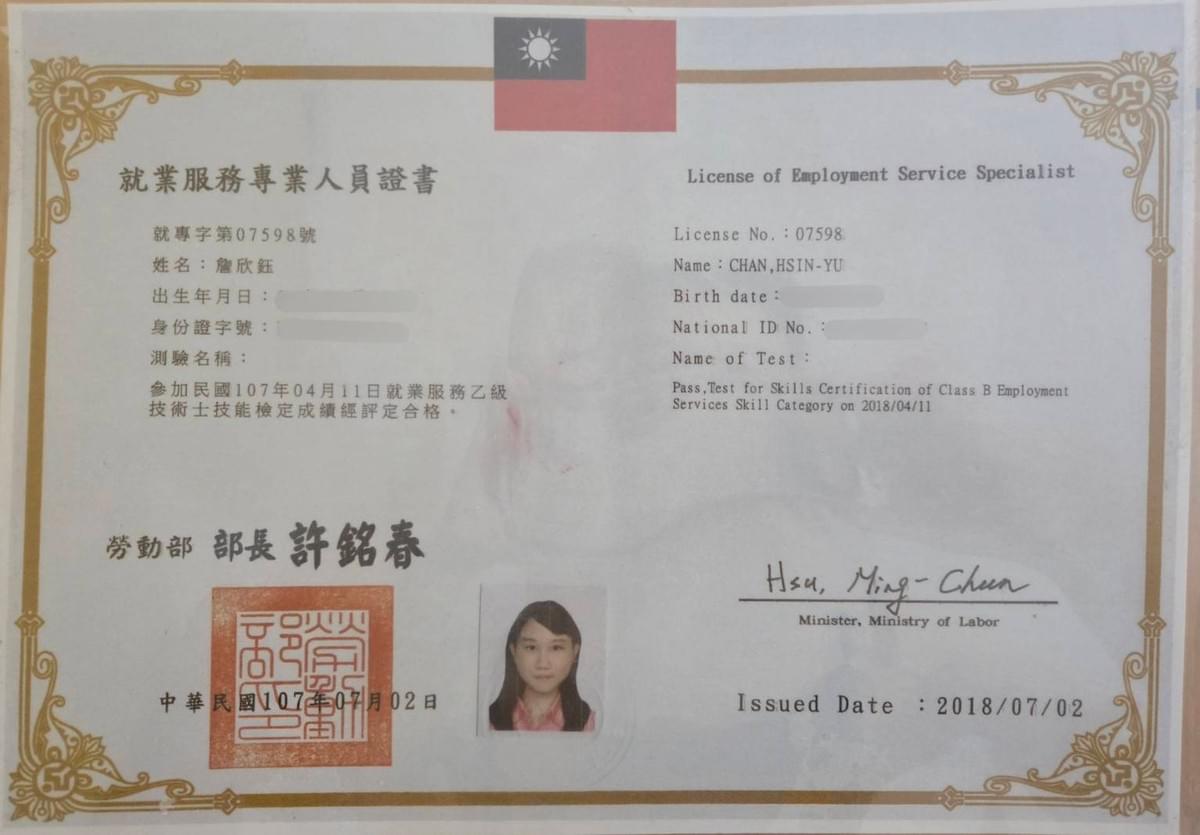 就業服務專業人員證書
就專字第07598號
姓名：詹欣鈺
出生年月日：
身份證字號：
測驗名稱：
參加民國107年04月11日就業服務乙級
技術士技能檢定成績經評定合格。
勞動部 部長 許銘春
勞動部印
中華民國107年07月02日
License of Employment Service Specialist
License No.：07598
Name：CHAN,HSIN-YU
Birth date：
National ID No.：
Name of Test：
Pass,Test for Skills Certification of Class B Employment
Services Skill Category on 2018/04/11
Hsu, Ming-Chun
Minister, Ministry of Labor
Issued Date ：2018/07/02